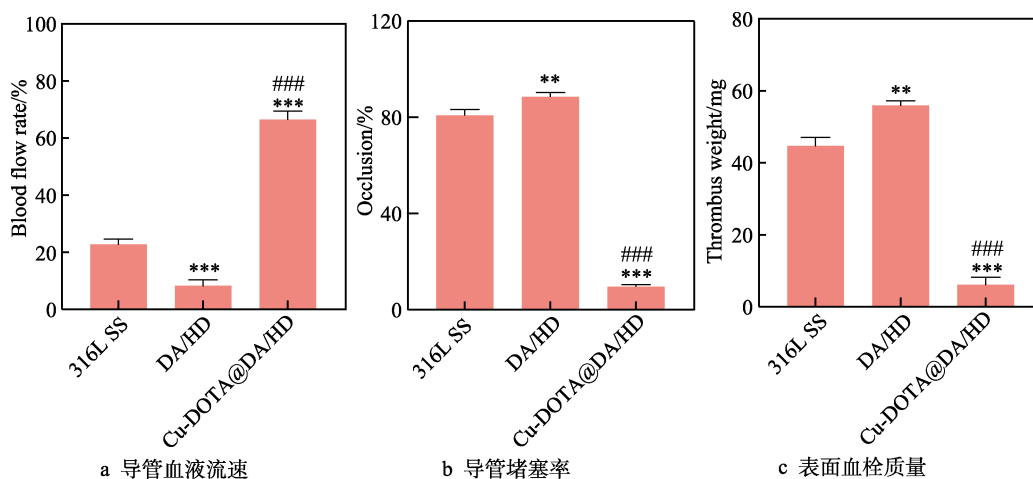 Blood flow rate/%
100
80
60
40
20
0
***
###
***
316L SS
DA/HD
Cu-DOTA@DA/HD
a 导管血液流速
Occlusion/%
120
80
40
0
**
###
***
316L SS
DA/HD
Cu-DOTA@DA/HD
b 导管堵塞率
Thrombus weight/mg
80
60
40
20
0
**
###
***
316L SS
DA/HD
Cu-DOTA@DA/HD
c 表面血栓质量